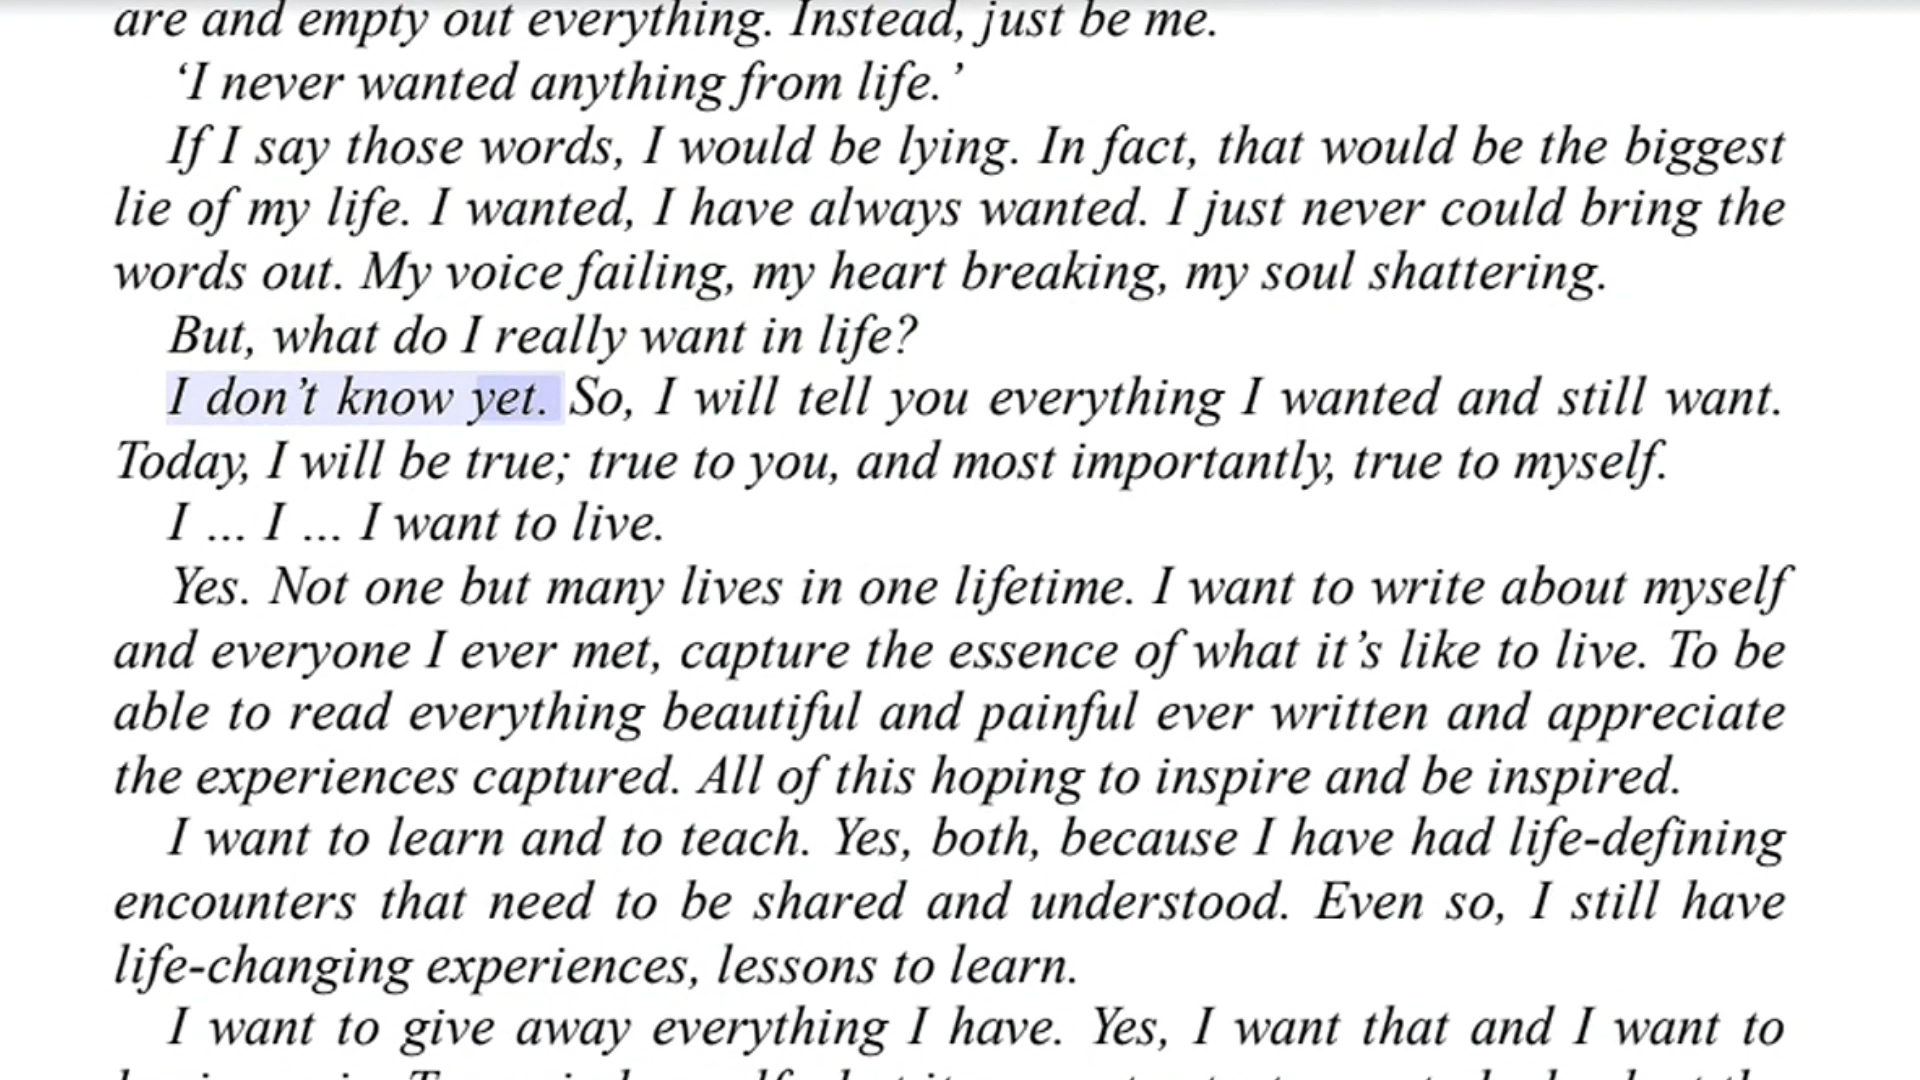 are and empty out everything. Instead, just be me.
‘I never wanted anything from life.’
If I say those words, I would be lying. In fact, that would be the biggest
lie of my life. I wanted, I have always wanted. I just never could bring the
words out. My voice failing, my heart breaking, my soul shattering.
But, what do I really want in life?
I don’t know yet. So, I will tell you everything I wanted and still want.
Today, I will be true; true to you, and most importantly, true to myself.
I ... I ... I want to live.
Yes. Not one but many lives in one lifetime. I want to write about myself
and everyone I ever met, capture the essence of what it’s like to live. To be
able to read everything beautiful and painful ever written and appreciate
the experiences captured. All of this hoping to inspire and be inspired.
I want to learn and to teach. Yes, both, because I have had life-defining
encounters that need to be shared and understood. Even so, I still have
life-changing experiences, lessons to learn.
I want to give away everything I have. Yes, I want that and I want to